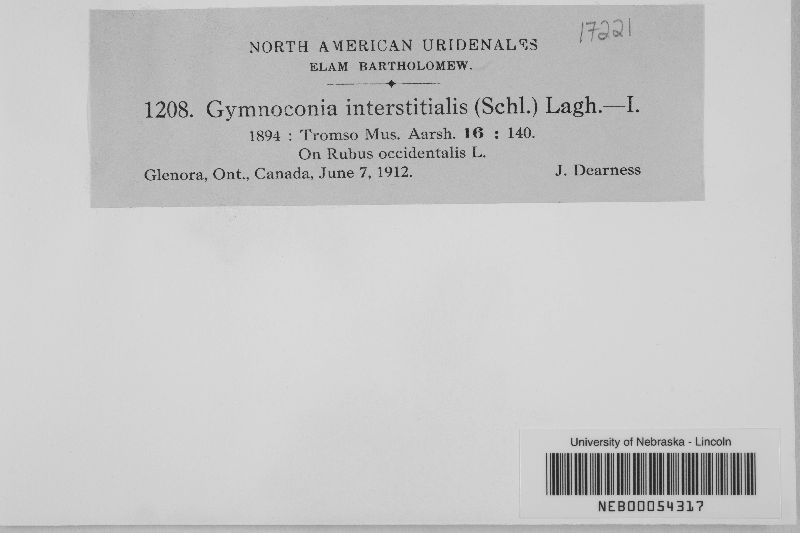 17221
NORTH AMERICAN URIDENALES
ELAM BARTHOLOMEW.
1208. Gymnoconia interstitialis (Schl.) Lagh.—I.
1894 : Tromso Mus. Aarsh. 16 : 140.
On Rubus occidentalis L.
Glenora, Ont., Canada, June 7, 1912. J. Dearness
University of Nebraska - Lincoln
NEB00054317